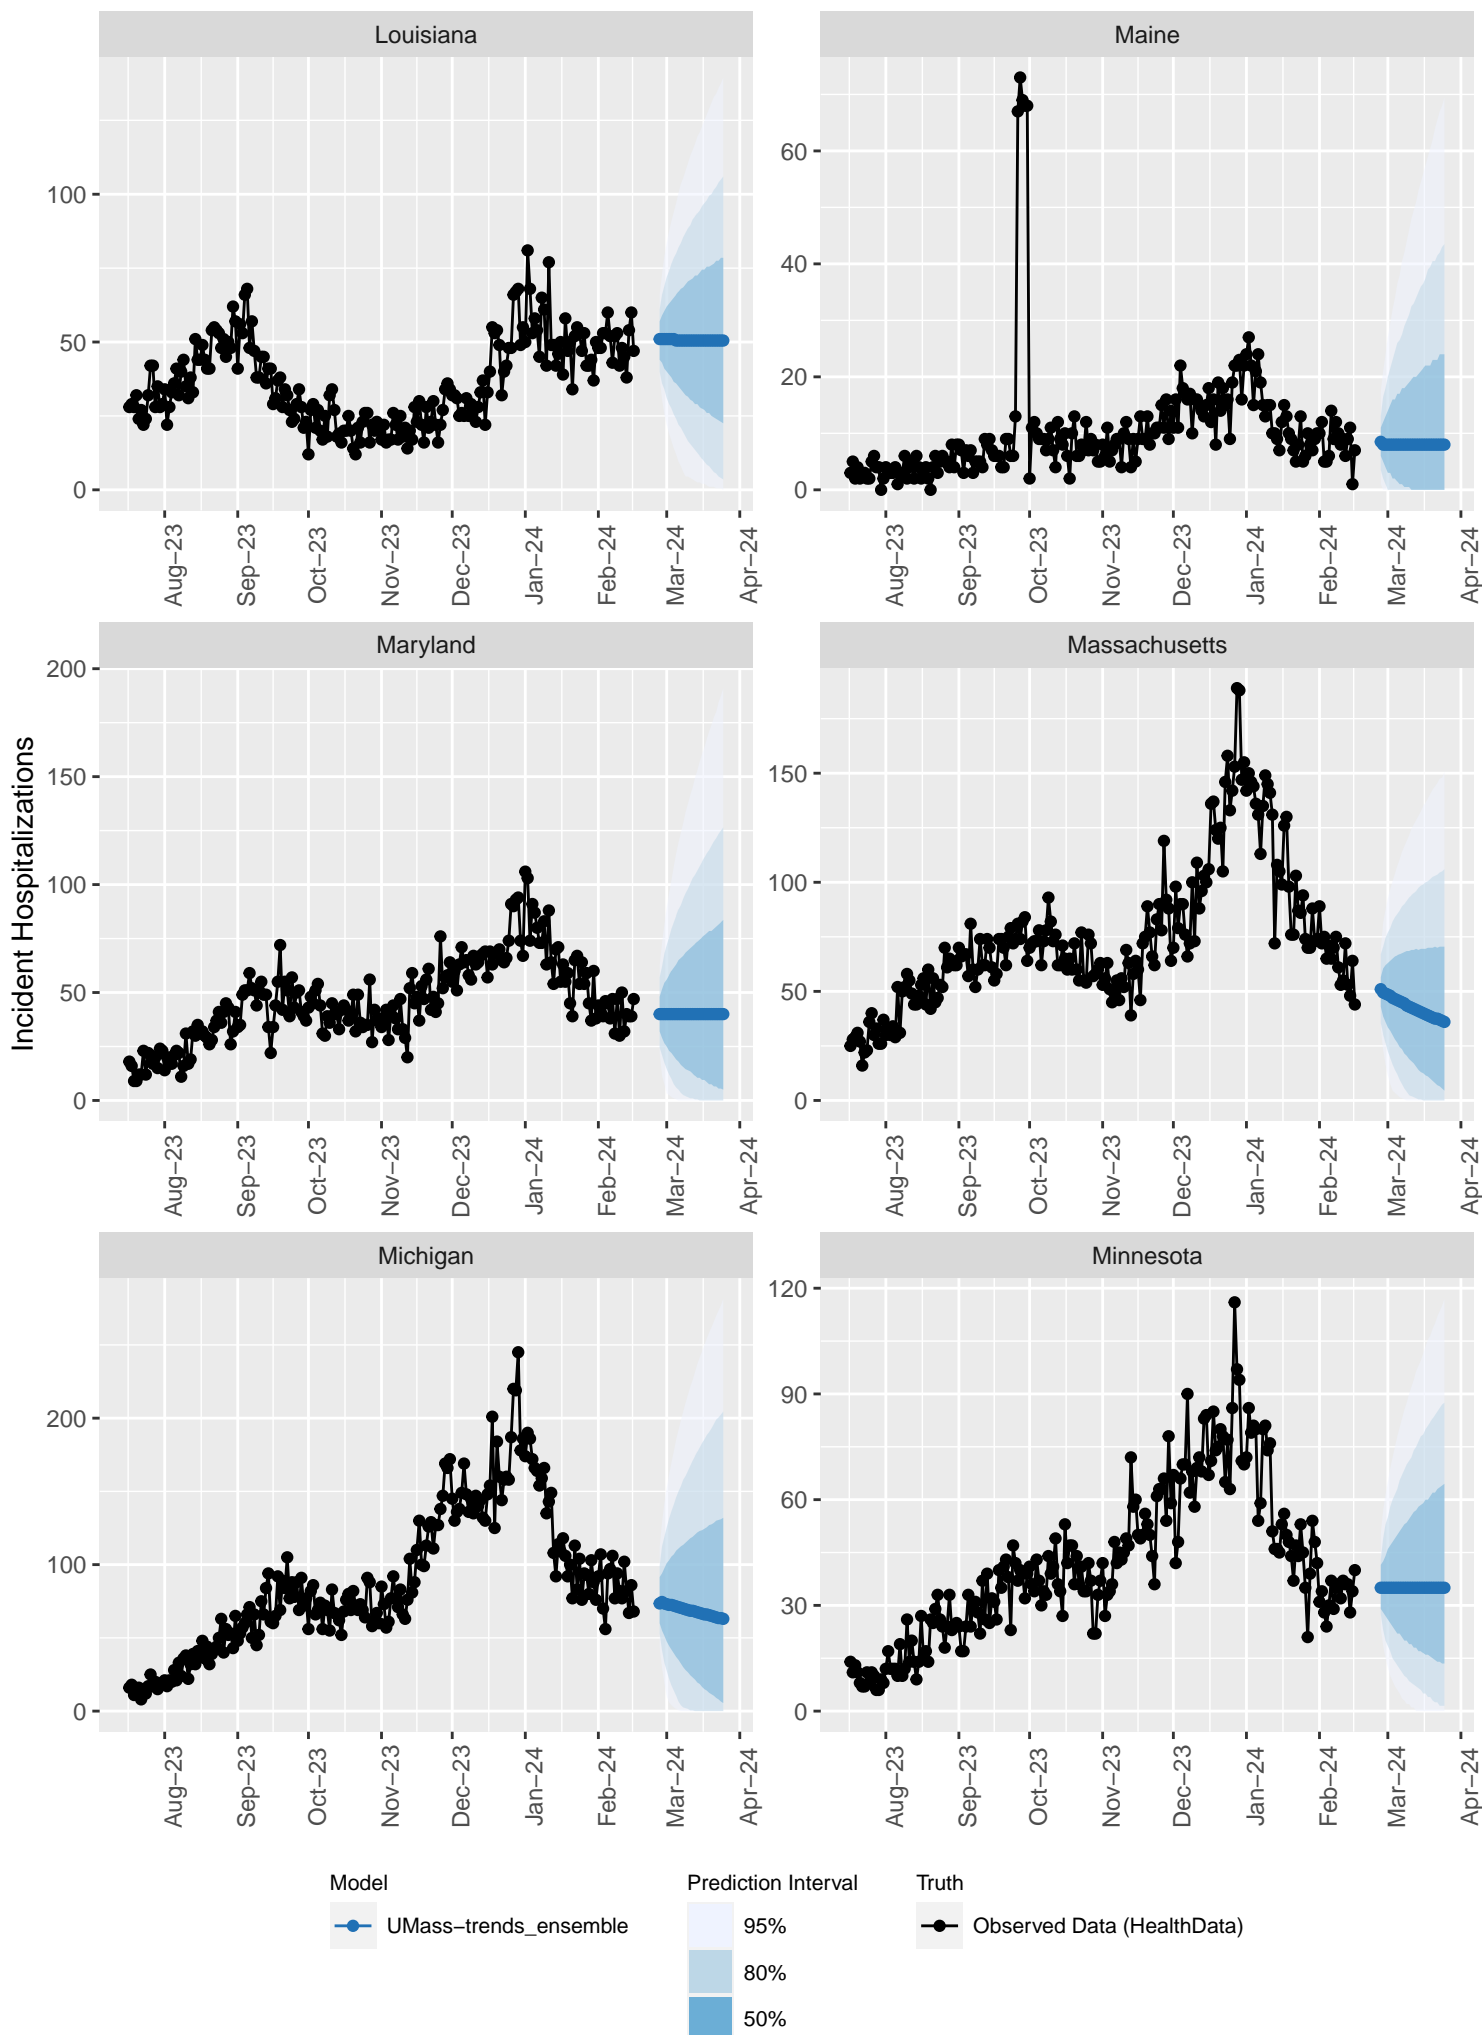 Louisiana
Maine
100
50
0
60
40
20
0
Aug−23
Sep−23
Oct−23
Nov−23
Dec−23
Jan−24
Feb−24
Mar−24
Apr−24
Aug−23
Sep−23
Oct−23
Nov−23
Dec−23
Jan−24
Feb−24
Mar−24
Apr−24
Incident Hospitalizations
Maryland
Massachusetts
200
150
100
50
0
150
100
50
0
Aug−23
Sep−23
Oct−23
Nov−23
Dec−23
Jan−24
Feb−24
Mar−24
Apr−24
Aug−23
Sep−23
Oct−23
Nov−23
Dec−23
Jan−24
Feb−24
Mar−24
Apr−24
Michigan
Minnesota
200
100
0
120
90
60
30
0
Aug−23
Sep−23
Oct−23
Nov−23
Dec−23
Jan−24
Feb−24
Mar−24
Apr−24
Aug−23
Sep−23
Oct−23
Nov−23
Dec−23
Jan−24
Feb−24
Mar−24
Apr−24
Model
UMass−trends_ensemble
Prediction Interval
95%
80%
50%
Truth
Observed Data (HealthData)